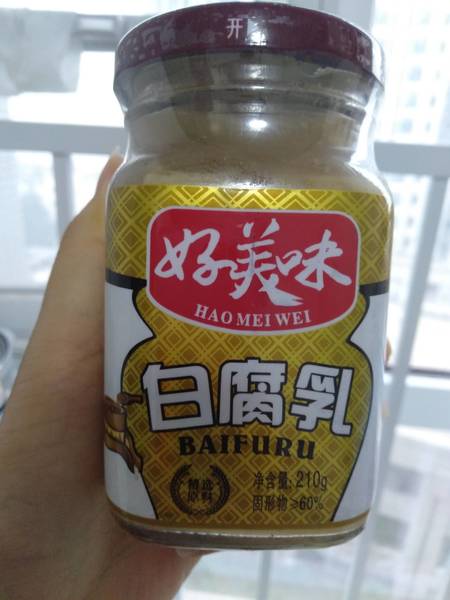 开
好美味
HAO MEI WEI
白腐乳
BAIFURU
精选
原料
净含量: 210g
固形物≥60%